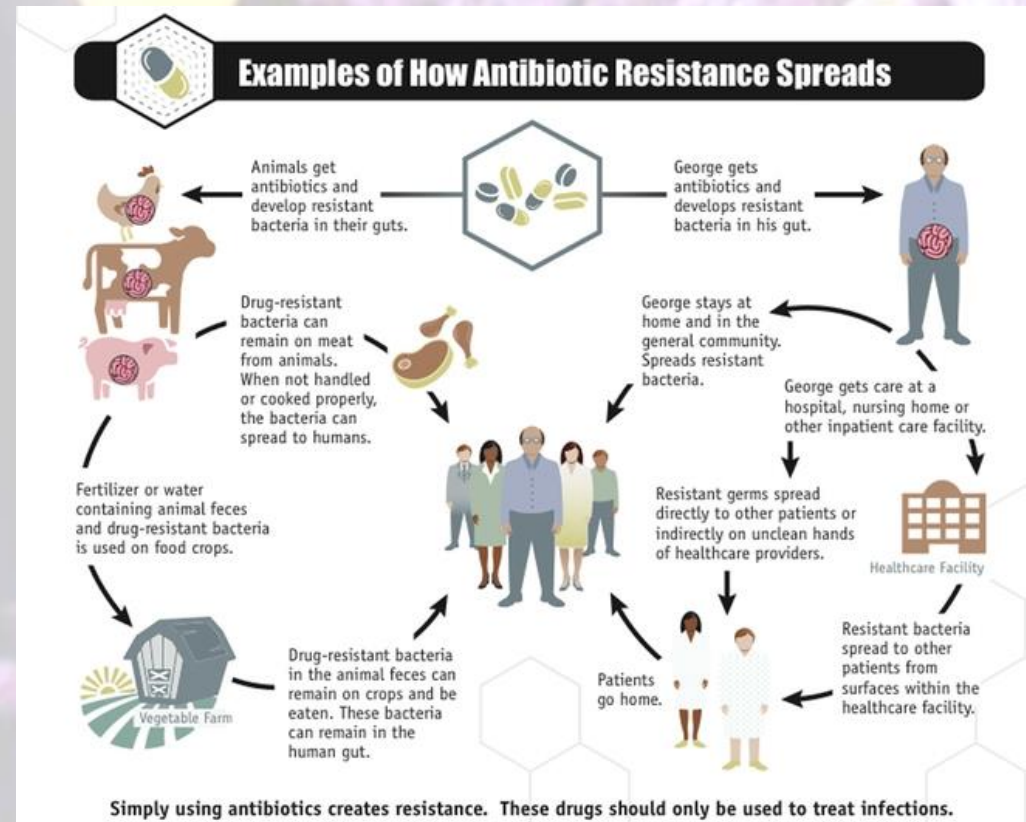 Examples of How Antibiotic Resistance Spreads
Animals get
antibiotics and
develop resistant
bacteria in their guts.
George gets
antibiotics and
develops resistant
bacteria in his gut.
Drug-resistant
bacteria can
remain on meat
from animals.
When not handled
or cooked properly,
the bacteria can
spread to humans.
George stays at
home and in the
general community.
Spreads resistant
bacteria.
George gets care at a
hospital, nursing home or
other inpatient care facility.
Fertilizer or water
containing animal feces
and drug-resistant bacteria
is used on food crops.
Resistant germs spread
directly to other patients or
indirectly on unclean hands
of healthcare providers.
Healthcare Facility
Vegetable Farm
Drug-resistant bacteria
in the animal feces can
remain on crops and be
eaten. These bacteria
can remain in the
human gut.
Patients
go home.
Resistant bacteria
spread to other
patients from
surfaces within the
healthcare facility.
Simply using antibiotics creates resistance. These drugs should only be used to treat infections.